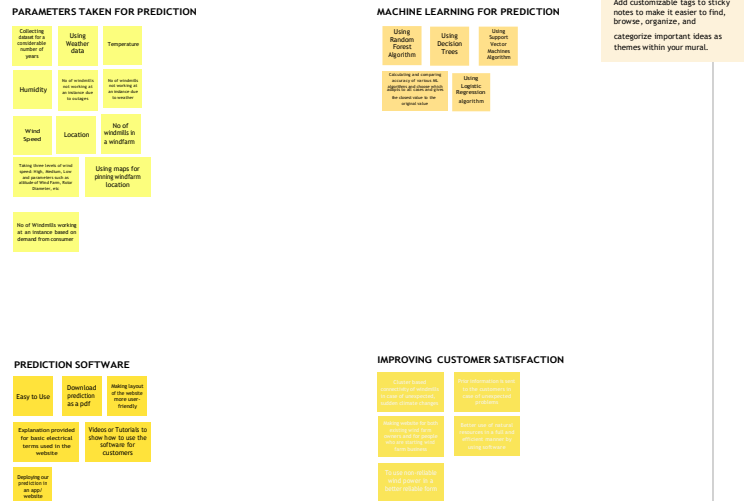 PARAMETERS TAKEN FOR PREDICTION
Collecting
dataset for a
considerable
number of
years
Using
Weather
data
Temperature
Humidity
No of windmills
not working at
an instance due
to outages
No of windmills
not working at
an instance due
to weather
Wind
Speed
Location
No of
windmills in
a windfarm
Taking three levels of wind
speed: High, Medium, Low
and parameters such as
altitude of Wind Farm, Rotor
Diameter, etc.
Using maps for
pinning windfarm
location
No of Windmills working
at an instance based on
demand from consumer
MACHINE LEARNING FOR PREDICTION
Using
Random
Forest
Algorithm
Using
Decision
Trees
Using
Support
Vector
Machines
Algorithm
Calculating and comparing
accuracy of various ML
algorithms and choose which
adapts to all cases and gives
the closest value to the
original value
Using
Logistic
Regression
algorithm
Add customizable tags to sticky
notes to make it easier to find,
browse, organize, and
categorize important ideas as
themes within your mural.
PREDICTION SOFTWARE
Easy to Use
Download
prediction
as a pdf
Making layout
of the website
more user-
friendly
Explanation provided
for basic electrical
terms used in the
website
Videos or Tutorials to
show how to use the
software for
customers
Deploying our
prediction in
an app/
website
IMPROVING CUSTOMER SATISFACTION